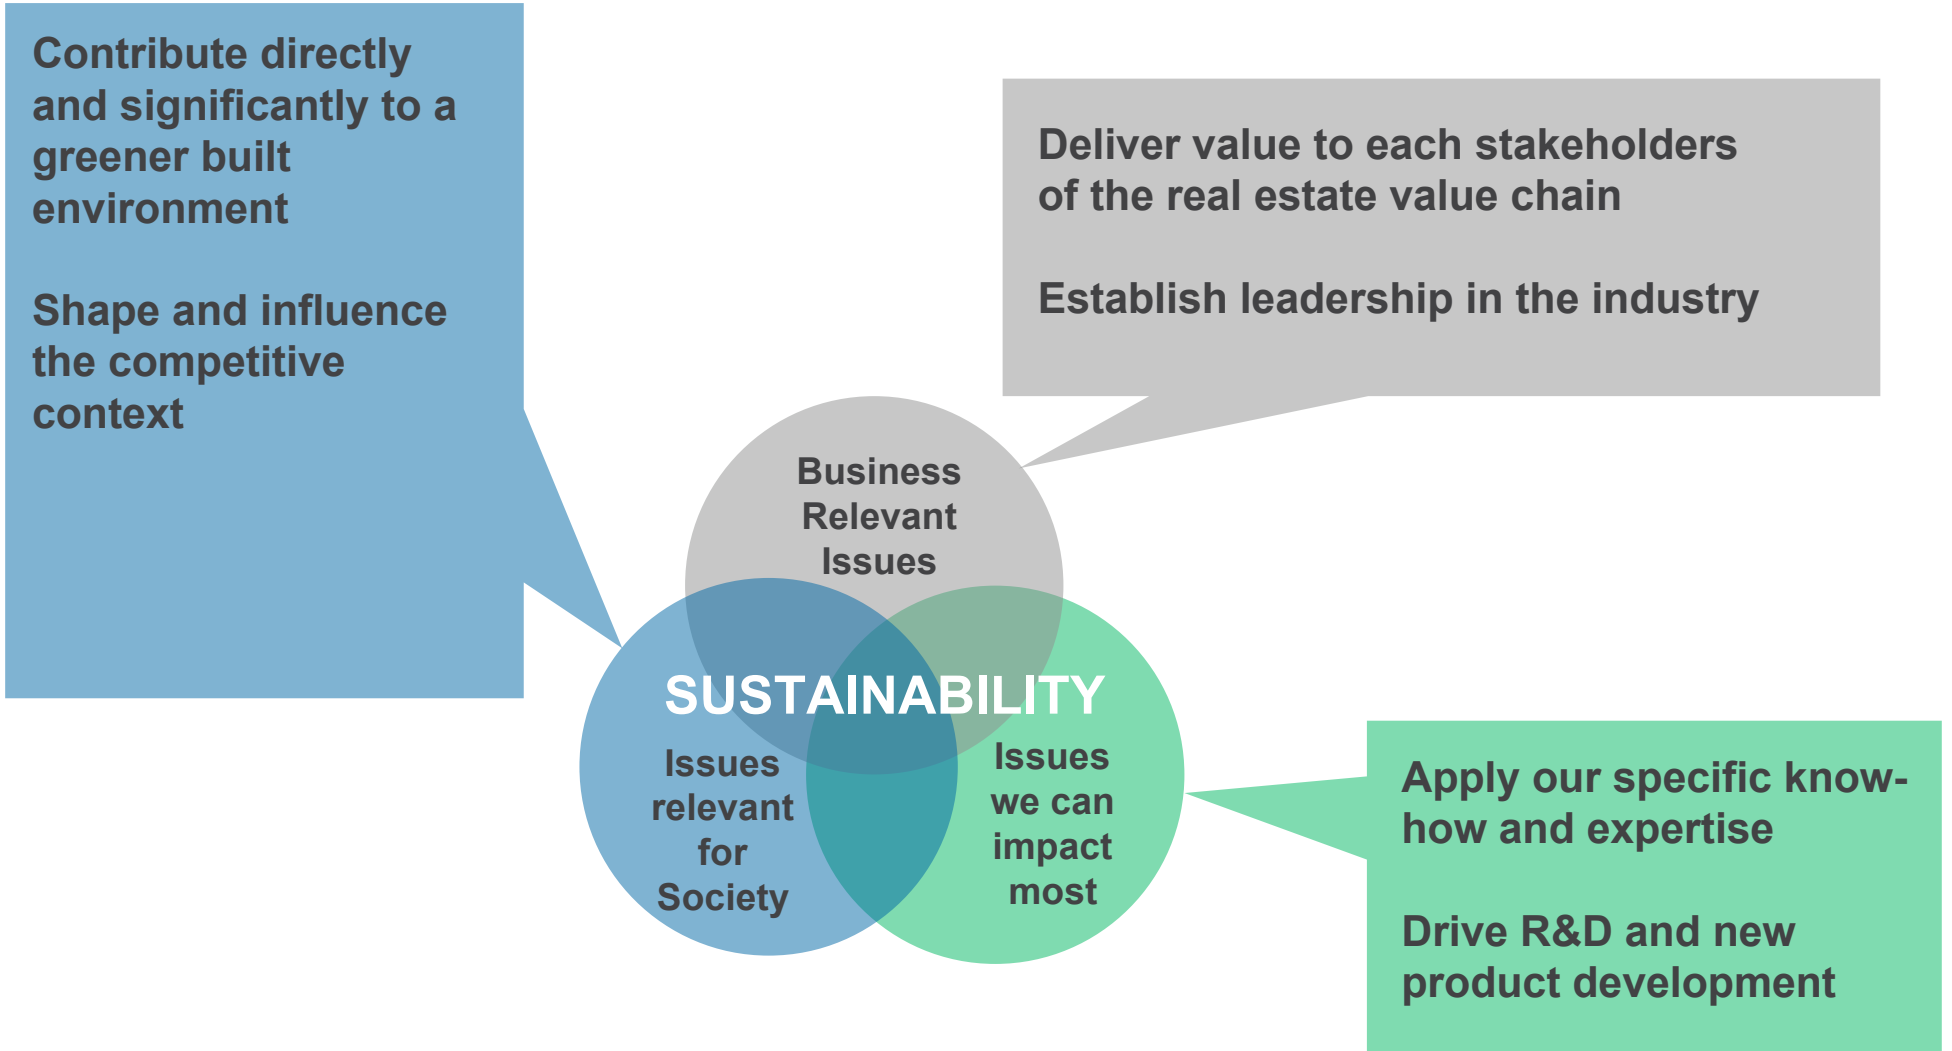 Contribute directly
and significantly to a
greener built
environment
Shape and influence
the competitive
context
Deliver value to each stakeholders
of the real estate value chain
Establish leadership in the industry
Business
Relevant
Issues
SUSTAINABILITY
Issues
relevant
for
Society
Issues
we can
impact
most
Apply our specific know-
how and expertise
Drive R&D and new
product development